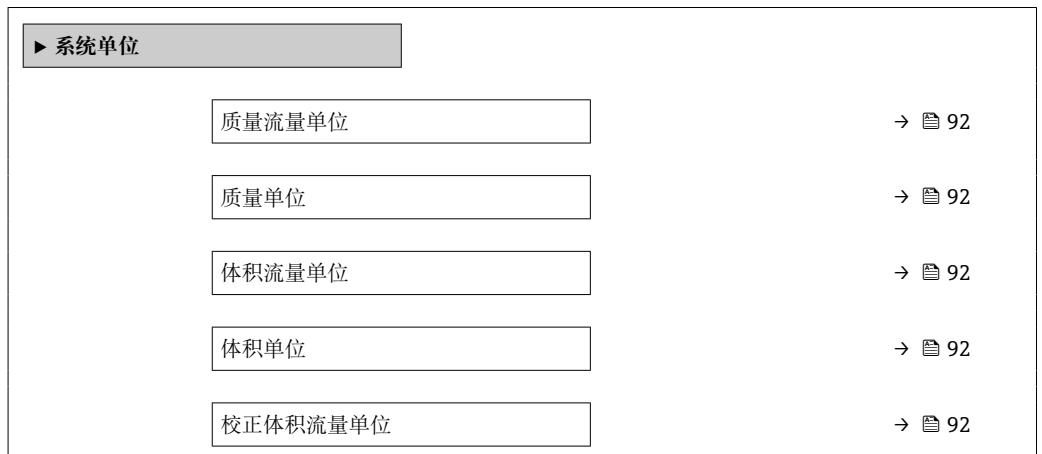 ▶ 系统单位
质量流量单位 → 92
质量单位 → 92
体积流量单位 → 92
体积单位 → 92
校正体积流量单位 → 92